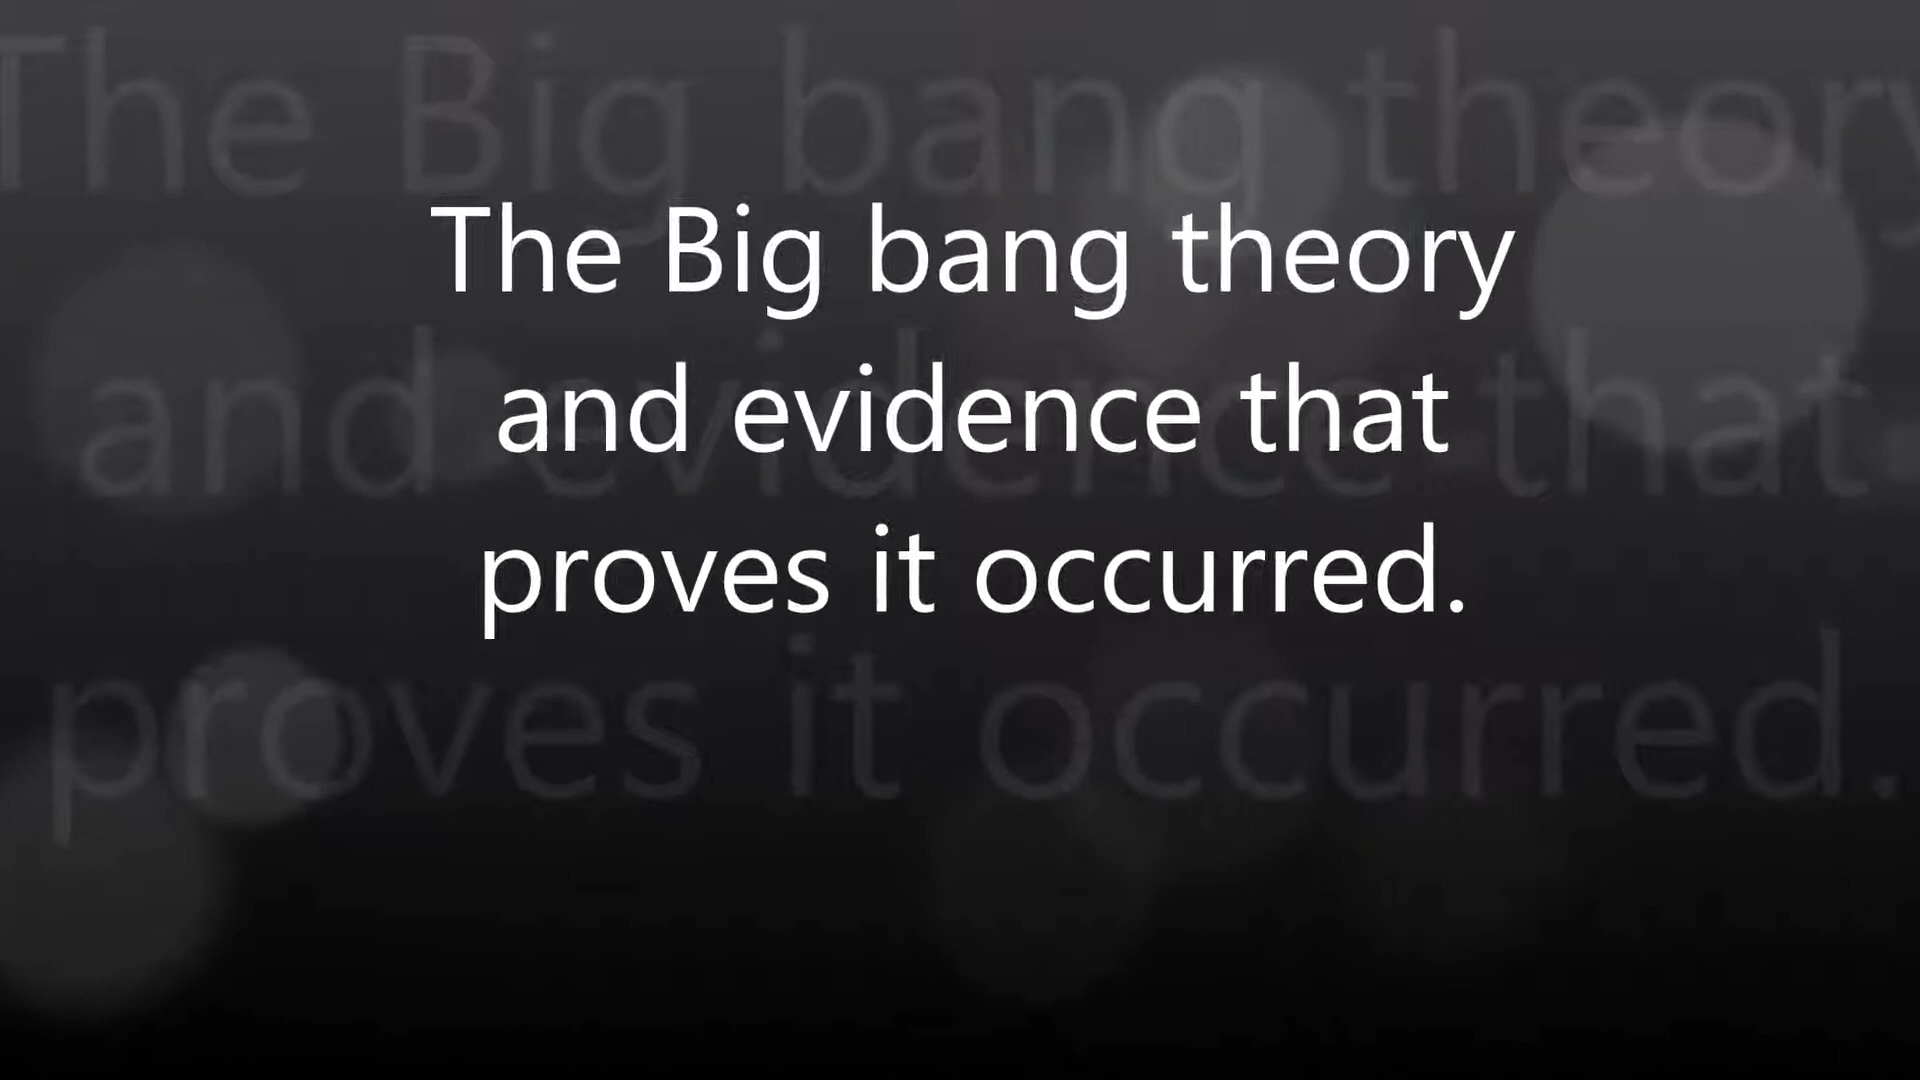 The Big bang theory
and evidence that
proves it occurred.